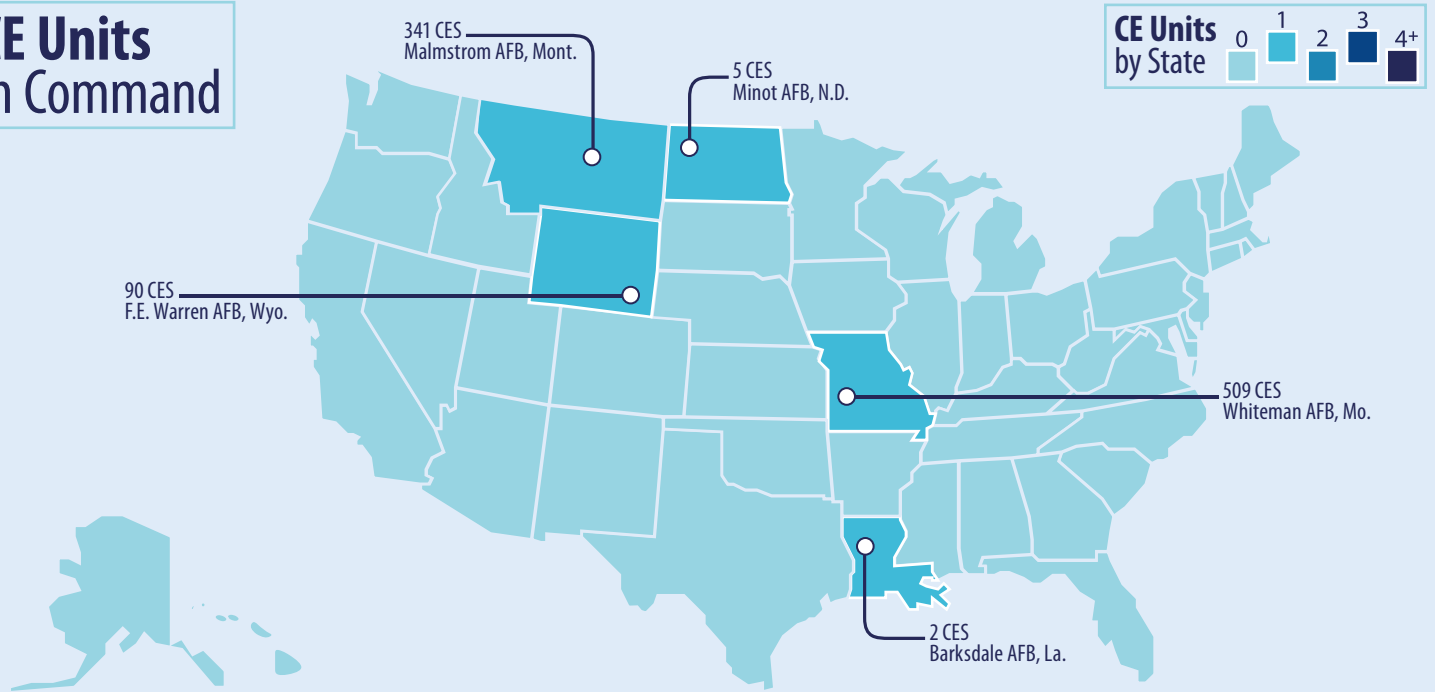 E Units
Command
341 CES
Malmstrom AFB, Mont.
5 CES
Minot AFB, N.D.
CE Units
by State
0 1 2 3 4+
90 CES
F.E. Warren AFB, Wyo.
509 CES
Whiteman AFB, Mo.
2 CES
Barksdale AFB, La.